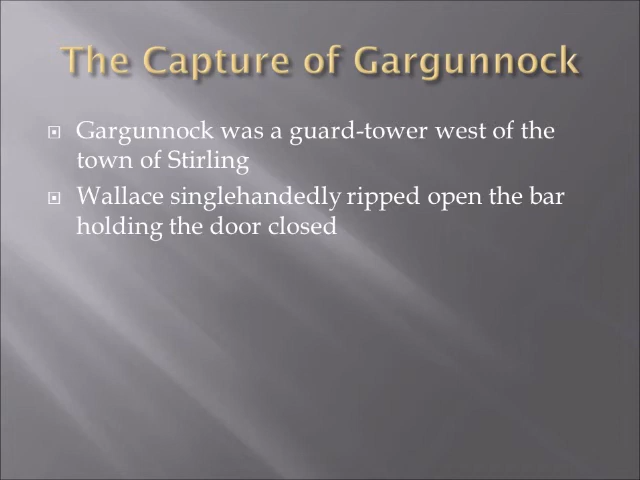 The Capture of Gargunnock
Gargunnock was a guard-tower west of the
town of Stirling
Wallace singlehandedly ripped open the bar
holding the door closed